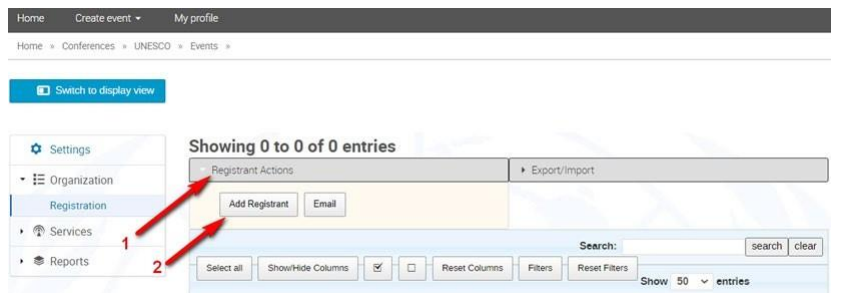 Home Create event My profile
Home » Conferences » UNESCO » Events »
Switch to display view
Settings
Organization
Registration
Services
Reports
Showing 0 to 0 of 0 entries
Registrant Actions
Export/Import
Add Registrant Email
1
2
Search: search clear
Select all Show/Hide Columns Reset Columns Filters Reset Filters
Show 50 entries